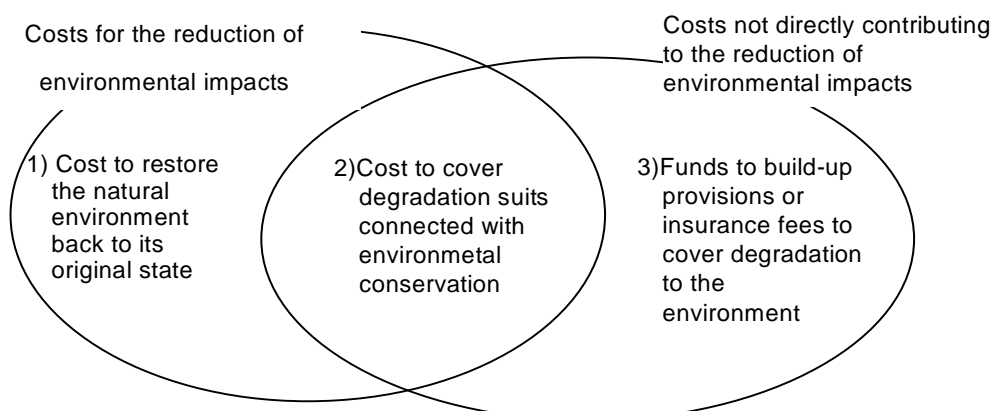 Costs for the reduction of
environmental impacts
Costs not directly contributing
to the reduction of
environmental impacts
1) Cost to restore
the natural
environment
back to its
original state
2)Cost to cover
degradation suits
connected with
environmetal
conservation
3)Funds to build-up
provisions or
insurance fees to
cover degradation
to the
environment